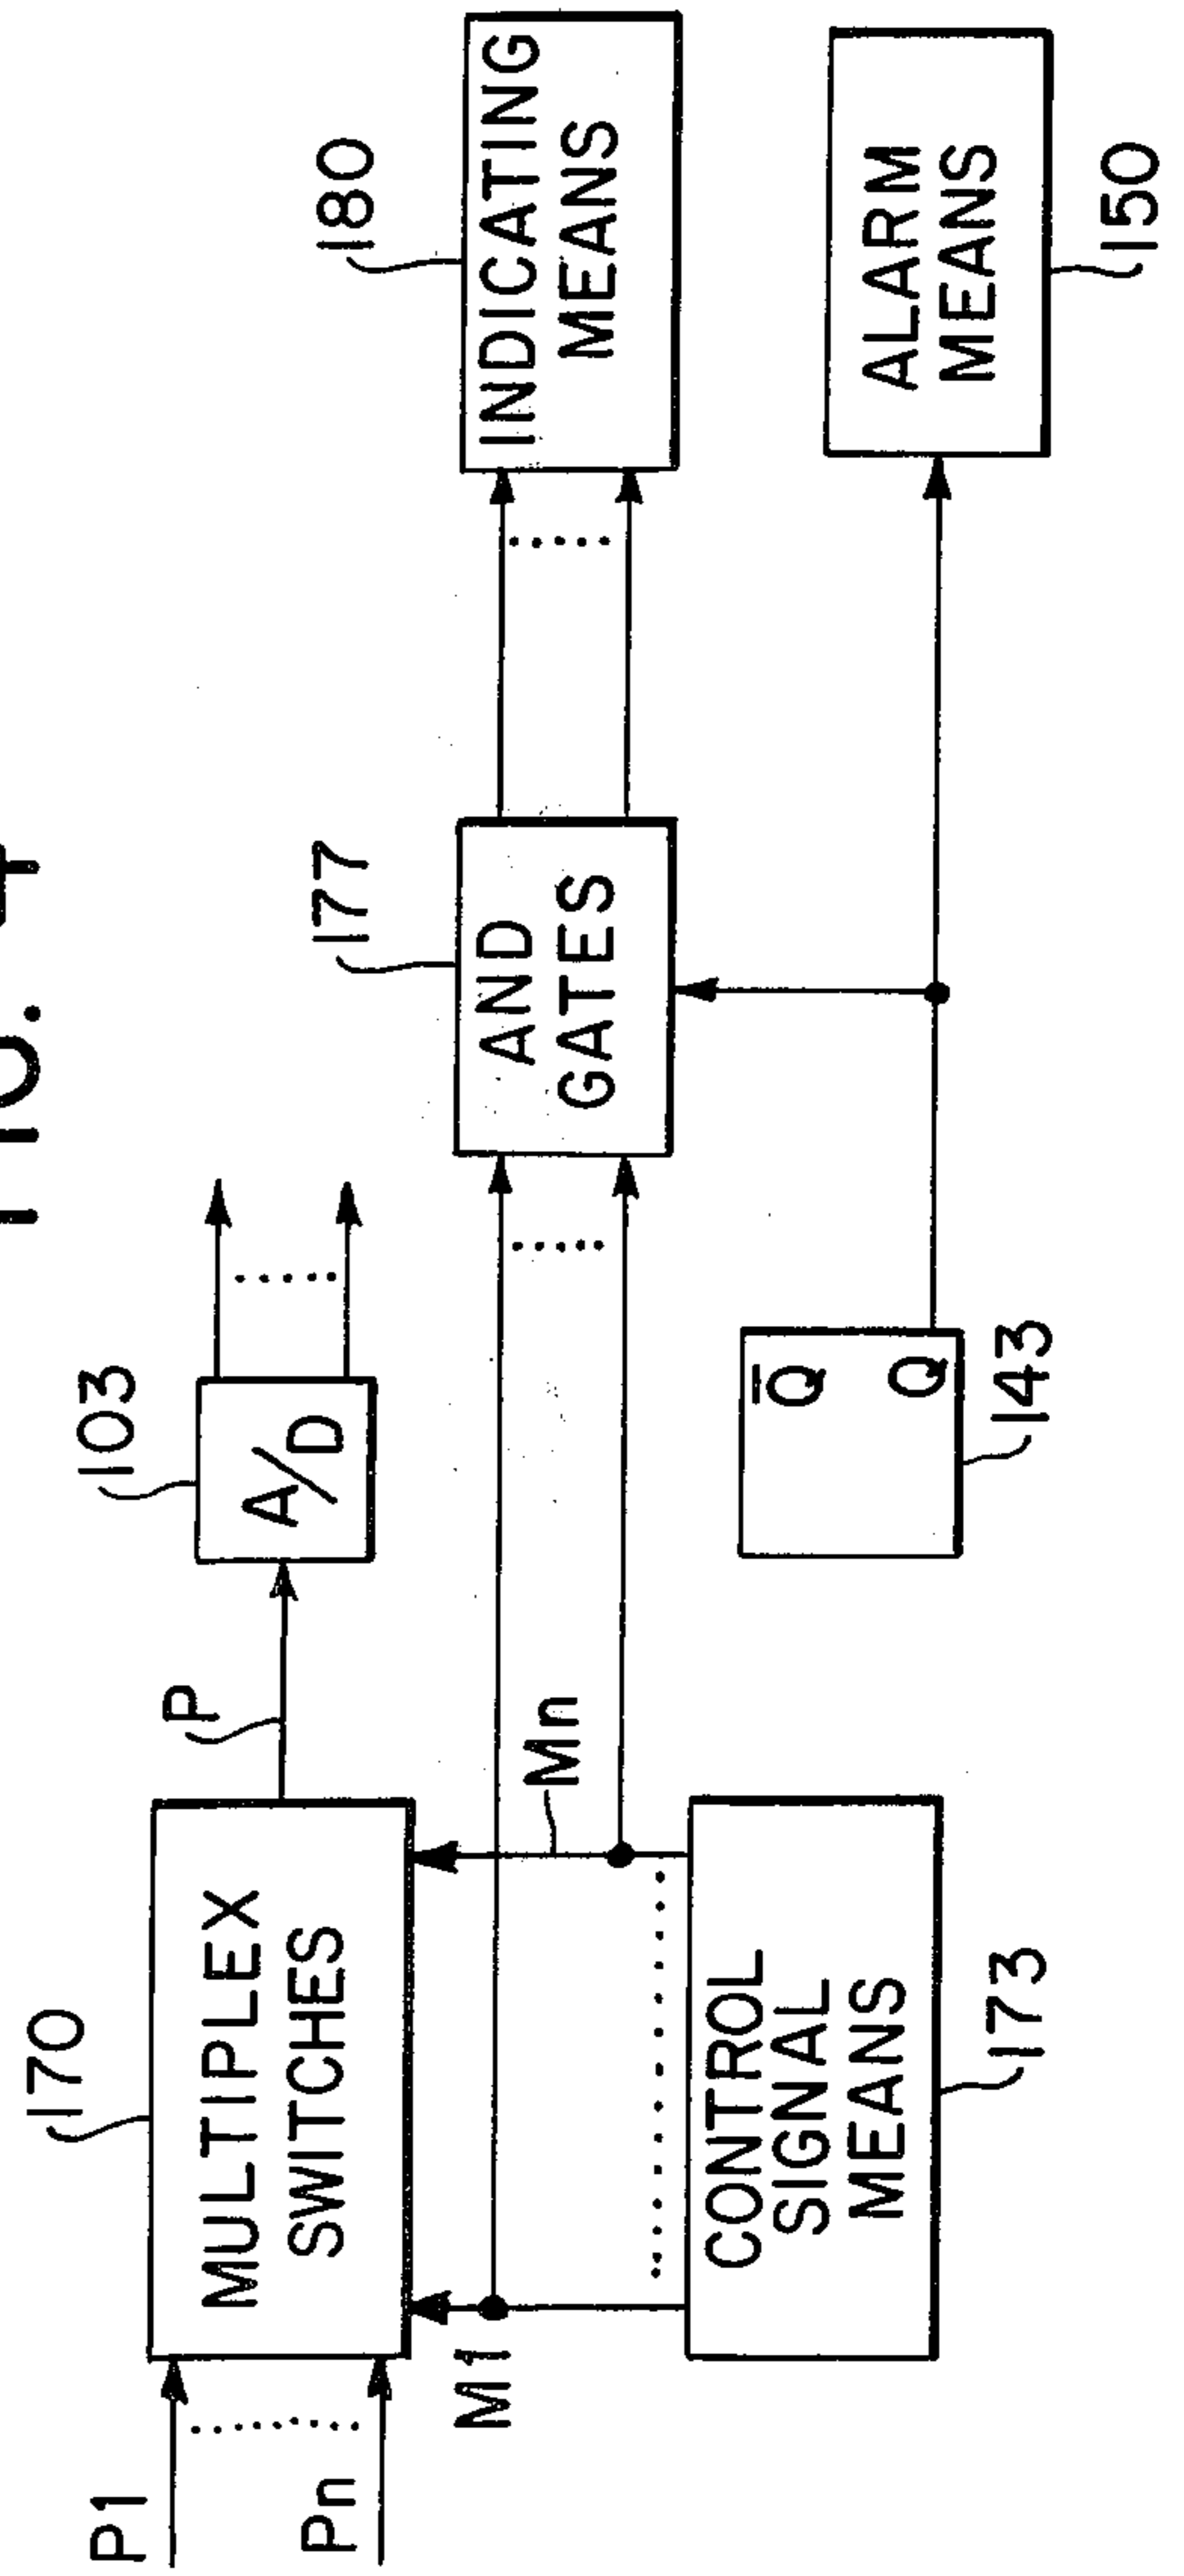 FIG. 4
170
P1
Pn
MULTIPLEX
SWITCHES
P
103
A/D
M1
Mn
177
AND
GATES
180
INDICATING
MEANS
CONTROL
SIGNAL
MEANS
173
Q̅
Q
143
ALARM
MEANS
150